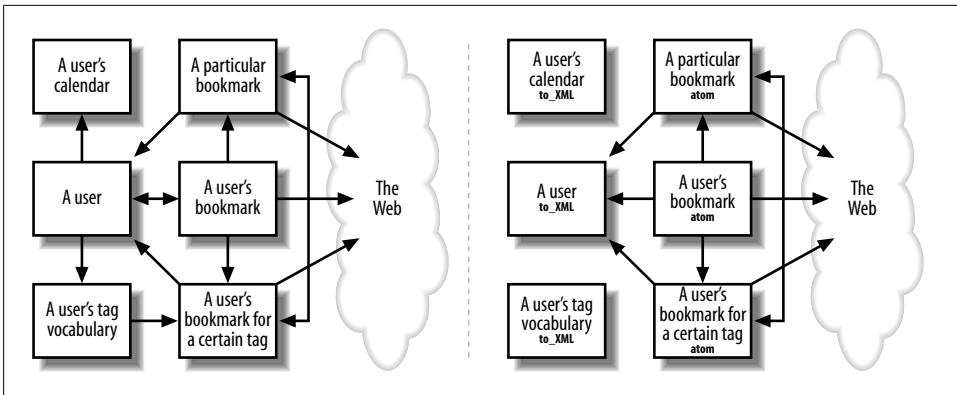 A user's
calendar
A particular
bookmark
A user
A user's
bookmark
The
Web
A user's tag
vocabulary
A user's
bookmark for
a certain tag
A user's
calendar
to_XML
A particular
bookmark
atom
A user
to_XML
A user's
bookmark
atom
The
Web
A user's tag
vocabulary
to_XML
A user's
bookmark for
a certain tag
atom